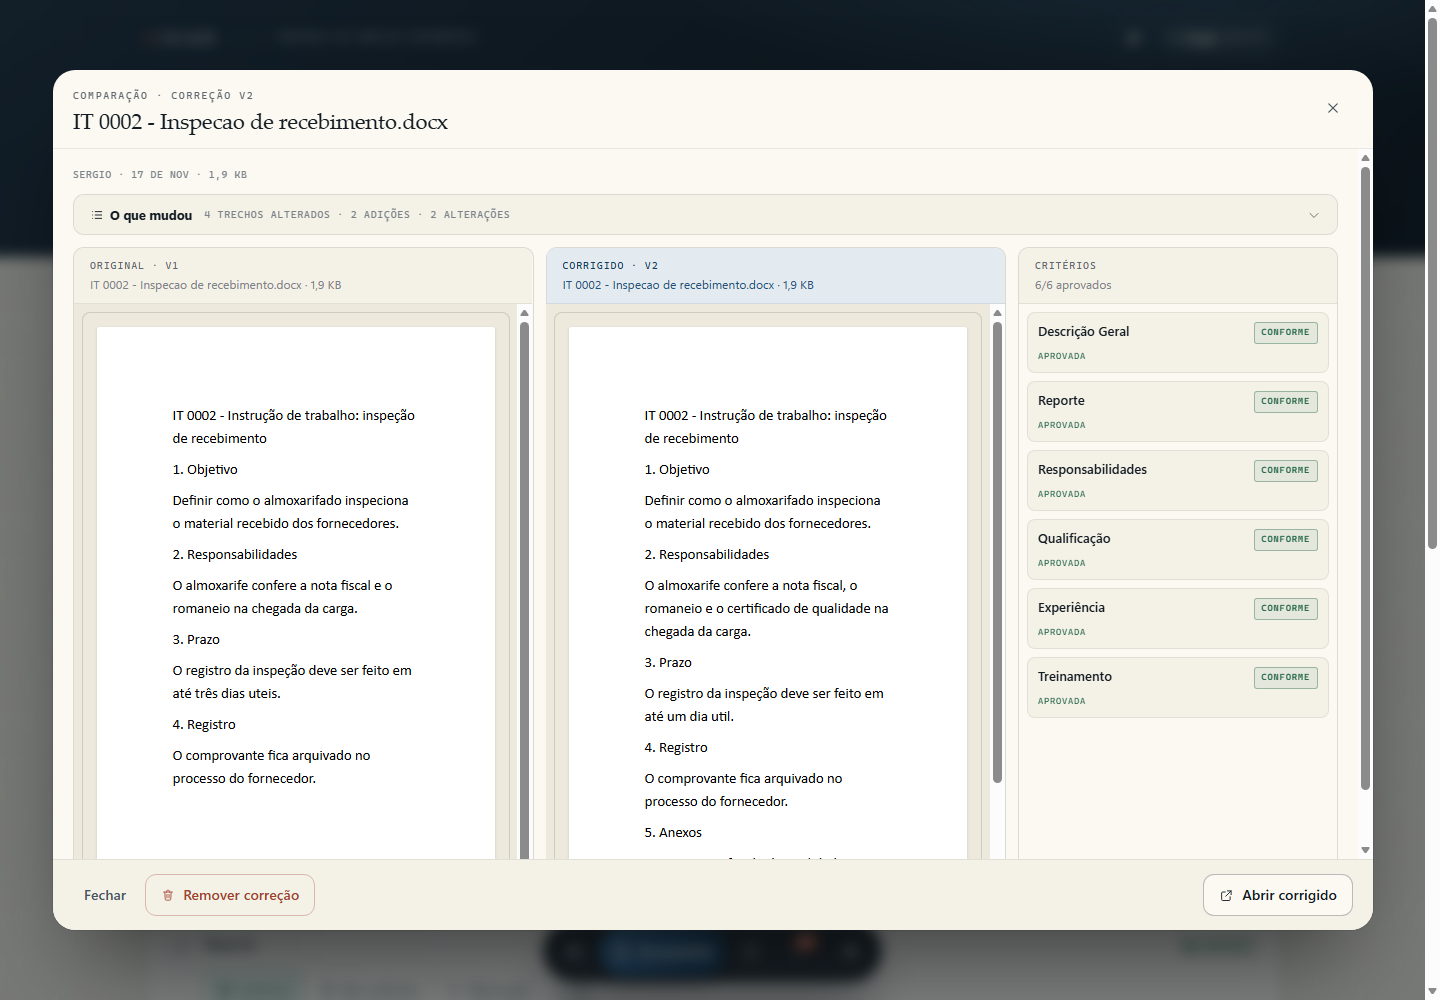 COMPARAÇÃO · CORREÇÃO V2
IT 0002 - Inspecao de recebimento.docx
SERGIO · 17 DE NOV · 1,9 KB
O que mudou 4 TRECHOS ALTERADOS · 2 ADIÇÕES · 2 ALTERAÇÕES
ORIGINAL · V1
IT 0002 - Inspecao de recebimento.docx · 1,9 KB
IT 0002 - Instrução de trabalho: inspeção
de recebimento
1. Objetivo
Definir como o almoxarifado inspeciona
o material recebido dos fornecedores.
2. Responsabilidades
O almoxarife confere a nota fiscal e o
romaneio na chegada da carga.
3. Prazo
O registro da inspeção deve ser feito em
até três dias uteis.
4. Registro
O comprovante fica arquivado no
processo do fornecedor.
CORRIGIDO · V2
IT 0002 - Inspecao de recebimento.docx · 1,9 KB
IT 0002 - Instrução de trabalho: inspeção
de recebimento
1. Objetivo
Definir como o almoxarifado inspeciona
o material recebido dos fornecedores.
2. Responsabilidades
O almoxarife confere a nota fiscal, o
romaneio e o certificado de qualidade na
chegada da carga.
3. Prazo
O registro da inspeção deve ser feito em
até um dia util.
4. Registro
O comprovante fica arquivado no
processo do fornecedor.
5. Anexos
CRITÉRIOS
6/6 aprovados
Descrição Geral CONFORME
APROVADA
Reporte CONFORME
APROVADA
Responsabilidades CONFORME
APROVADA
Qualificação CONFORME
APROVADA
Experiência CONFORME
APROVADA
Treinamento CONFORME
APROVADA
Fechar
Remover correção
Abrir corrigido